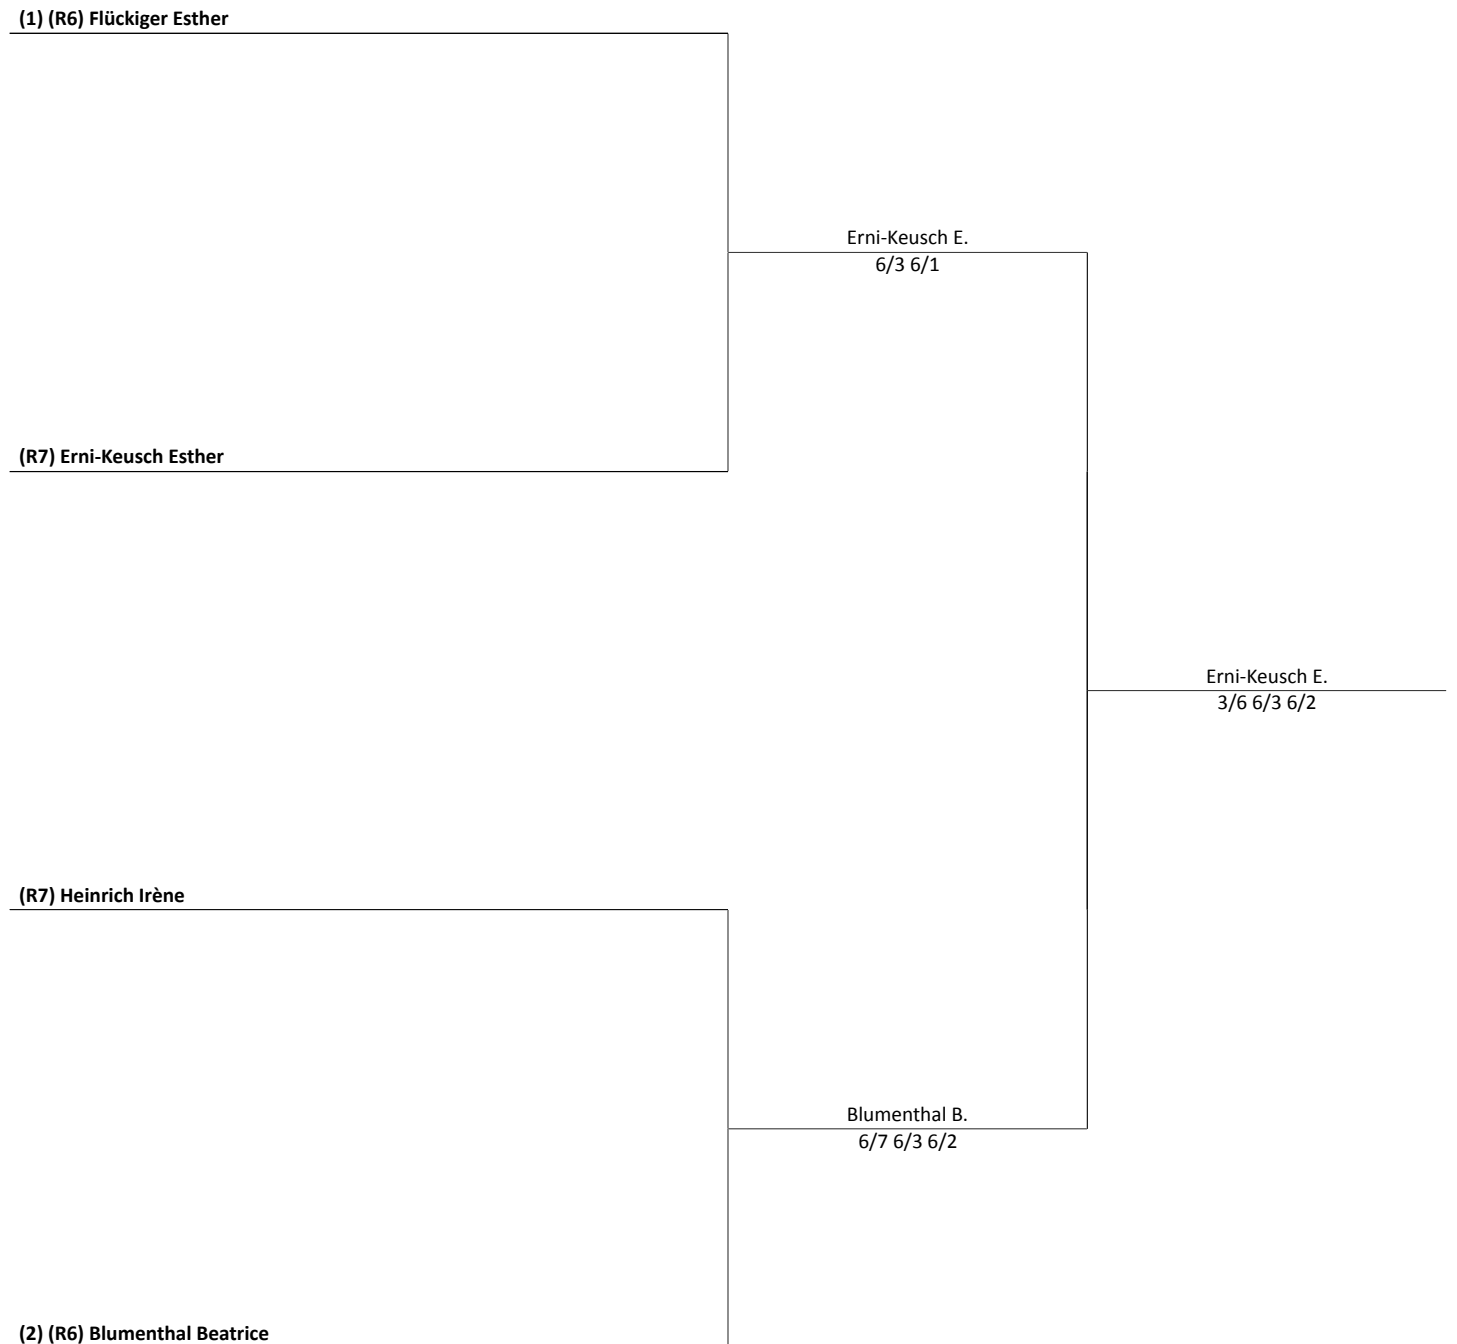 (1) (R6) Flückiger Esther
Erni-Keusch E.
6/3 6/1
(R7) Erni-Keusch Esther
Erni-Keusch E.
3/6 6/3 6/2
(R7) Heinrich Irène
Blumenthal B.
6/7 6/3 6/2
(2) (R6) Blumenthal Beatrice